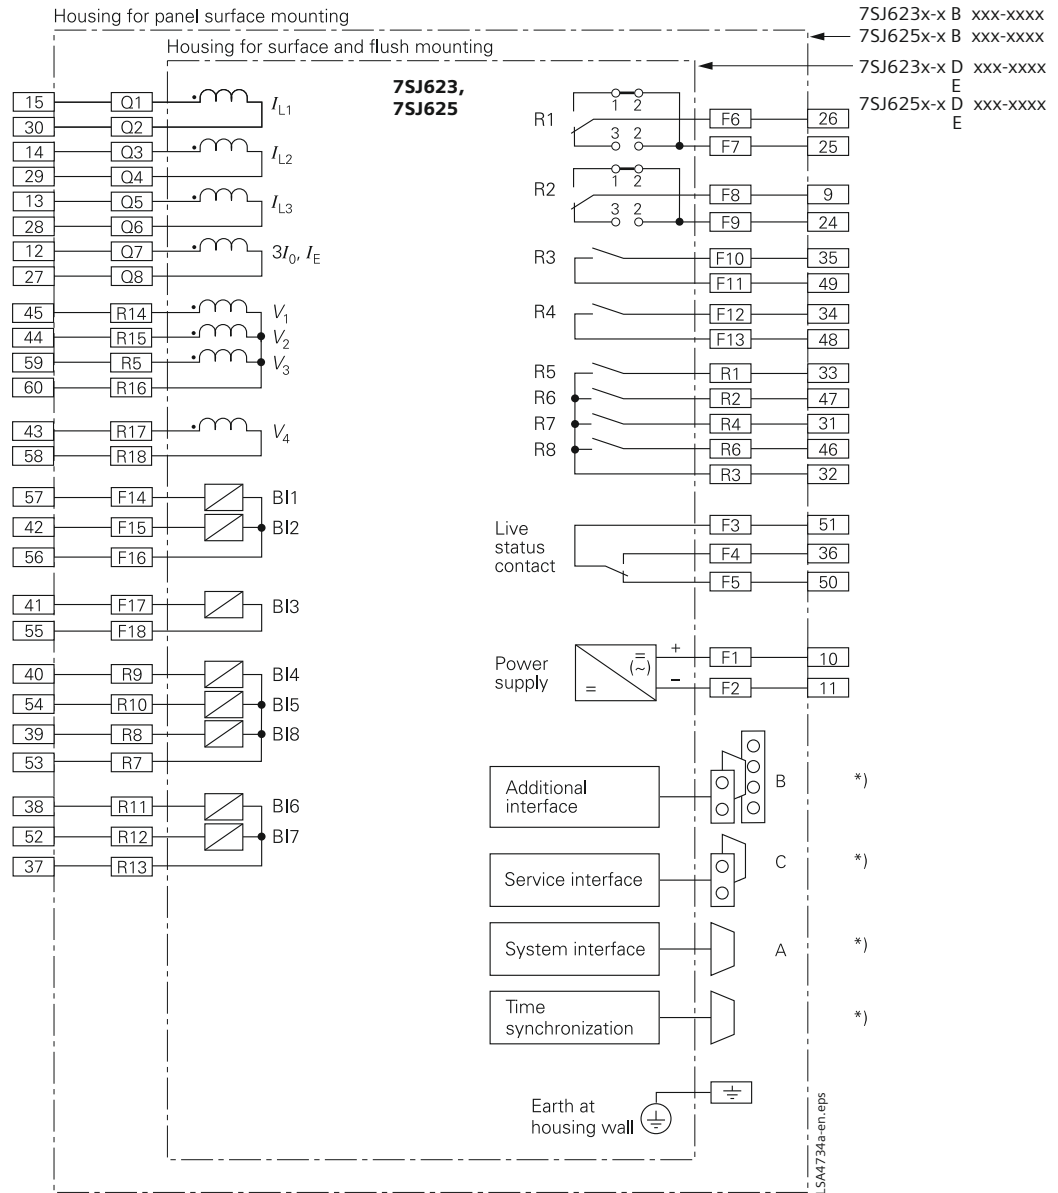 Housing for panel surface mounting
7SJ623x-x B xxx-xxxx
7SJ625x-x B xxx-xxxx
Housing for surface and flush mounting
7SJ623x-x D xxx-xxxx
E
7SJ625x-x D xxx-xxxx
E
7SJ623,
7SJ625
15 Q1 IL1
30 Q2
14 Q3 IL2
29 Q4
13 Q5 IL3
28 Q6
12 Q7 3I0, IE
27 Q8
45 R14 V1
44 R15 V2
59 R5 V3
60 R16
43 R17 V4
58 R18
57 F14 BI1
42 F15 BI2
56 F16
41 F17 BI3
55 F18
40 R9 BI4
54 R10 BI5
39 R8 BI8
53 R7
38 R11 BI6
52 R12 BI7
37 R13
1 2
R1 F6 26
3 2
F7 25
1 2
R2 F8 9
3 2
F9 24
R3 F10 35
F11 49
R4 F12 34
F13 48
R5 R1 33
R6 R2 47
R7 R4 31
R8 R6 46
R3 32
Live
status
contact
F3 51
F4 36
F5 50
Power
supply
= (~) =
+ F1 10
– F2 11
Additional
interface
B *)
Service interface
C *)
System interface
A *)
Time
synchronization
*)
Earth at
housing wall
LSA4734a-en.eps